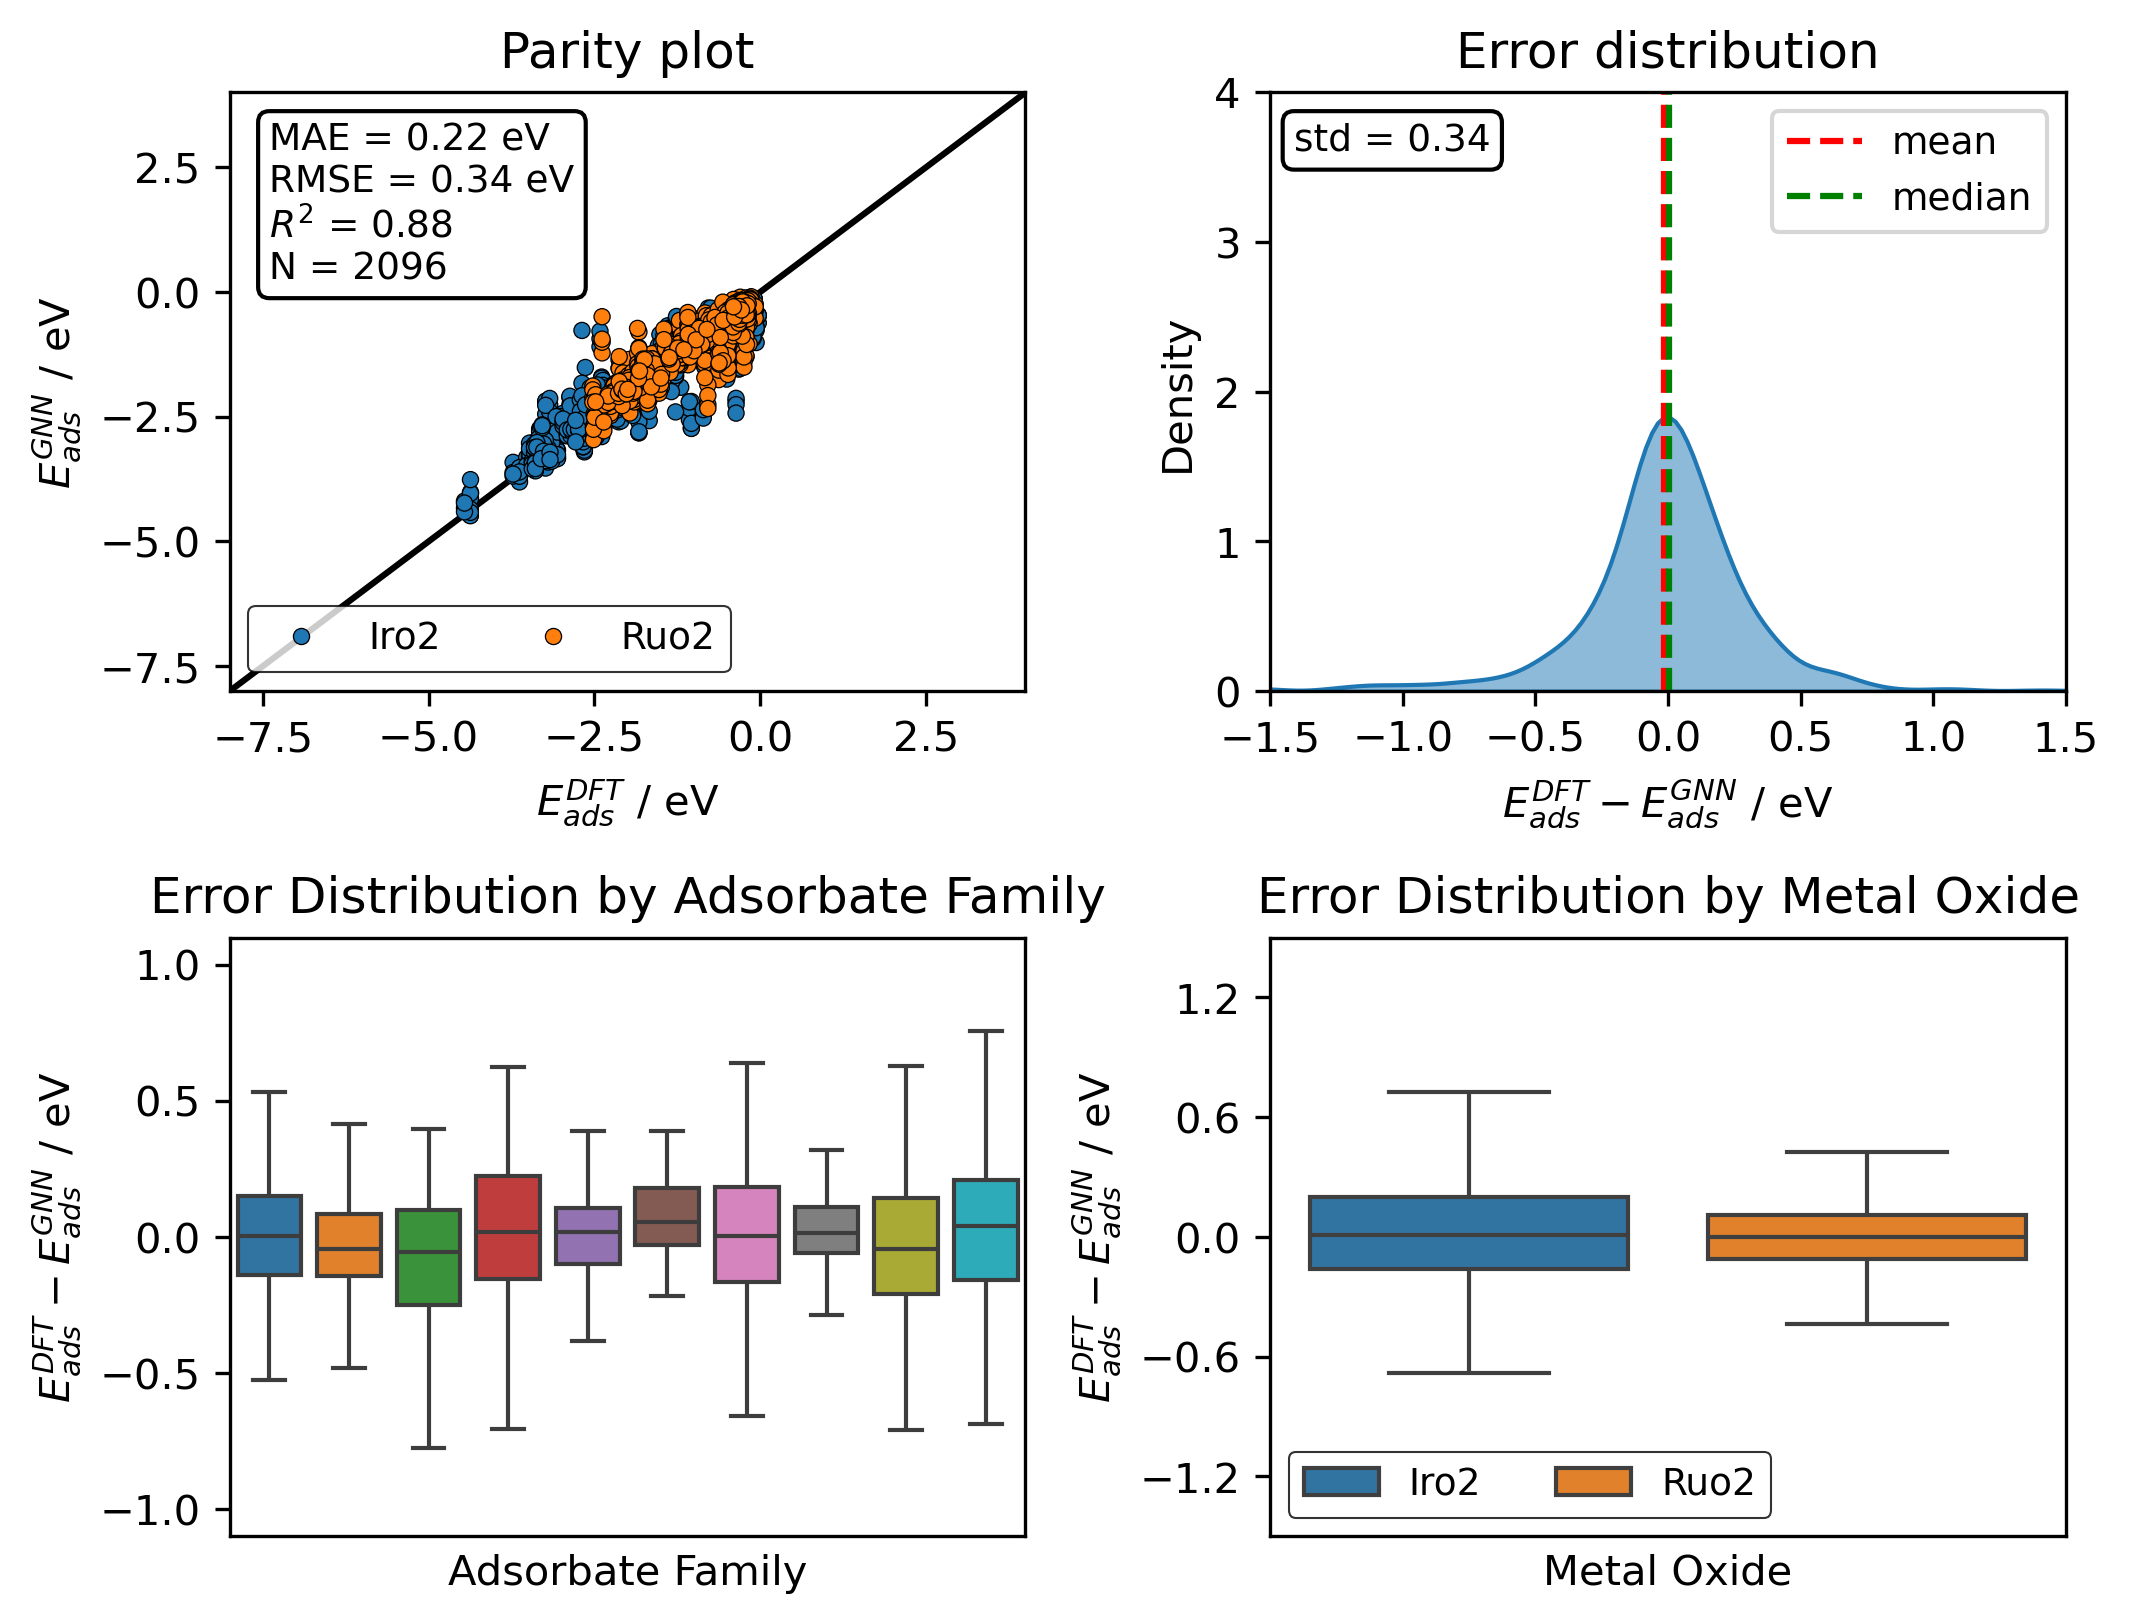 Parity plot
MAE = 0.22 eV
RMSE = 0.34 eV
R² = 0.88
N = 2096
2.5
0.0
−2.5
−5.0
−7.5
E_ads^GNN / eV
Iro2 Ruo2
−7.5 −5.0 −2.5 0.0 2.5
E_ads^DFT / eV
Error distribution
std = 0.34
mean
median
4
3
2
1
0
Density
−1.5 −1.0 −0.5 0.0 0.5 1.0 1.5
E_ads^DFT − E_ads^GNN / eV
Error Distribution by Adsorbate Family
1.0
0.5
0.0
−0.5
−1.0
E_ads^DFT − E_ads^GNN / eV
Adsorbate Family
Error Distribution by Metal Oxide
1.2
0.6
0.0
−0.6
−1.2
E_ads^DFT − E_ads^GNN / eV
Iro2 Ruo2
Metal Oxide